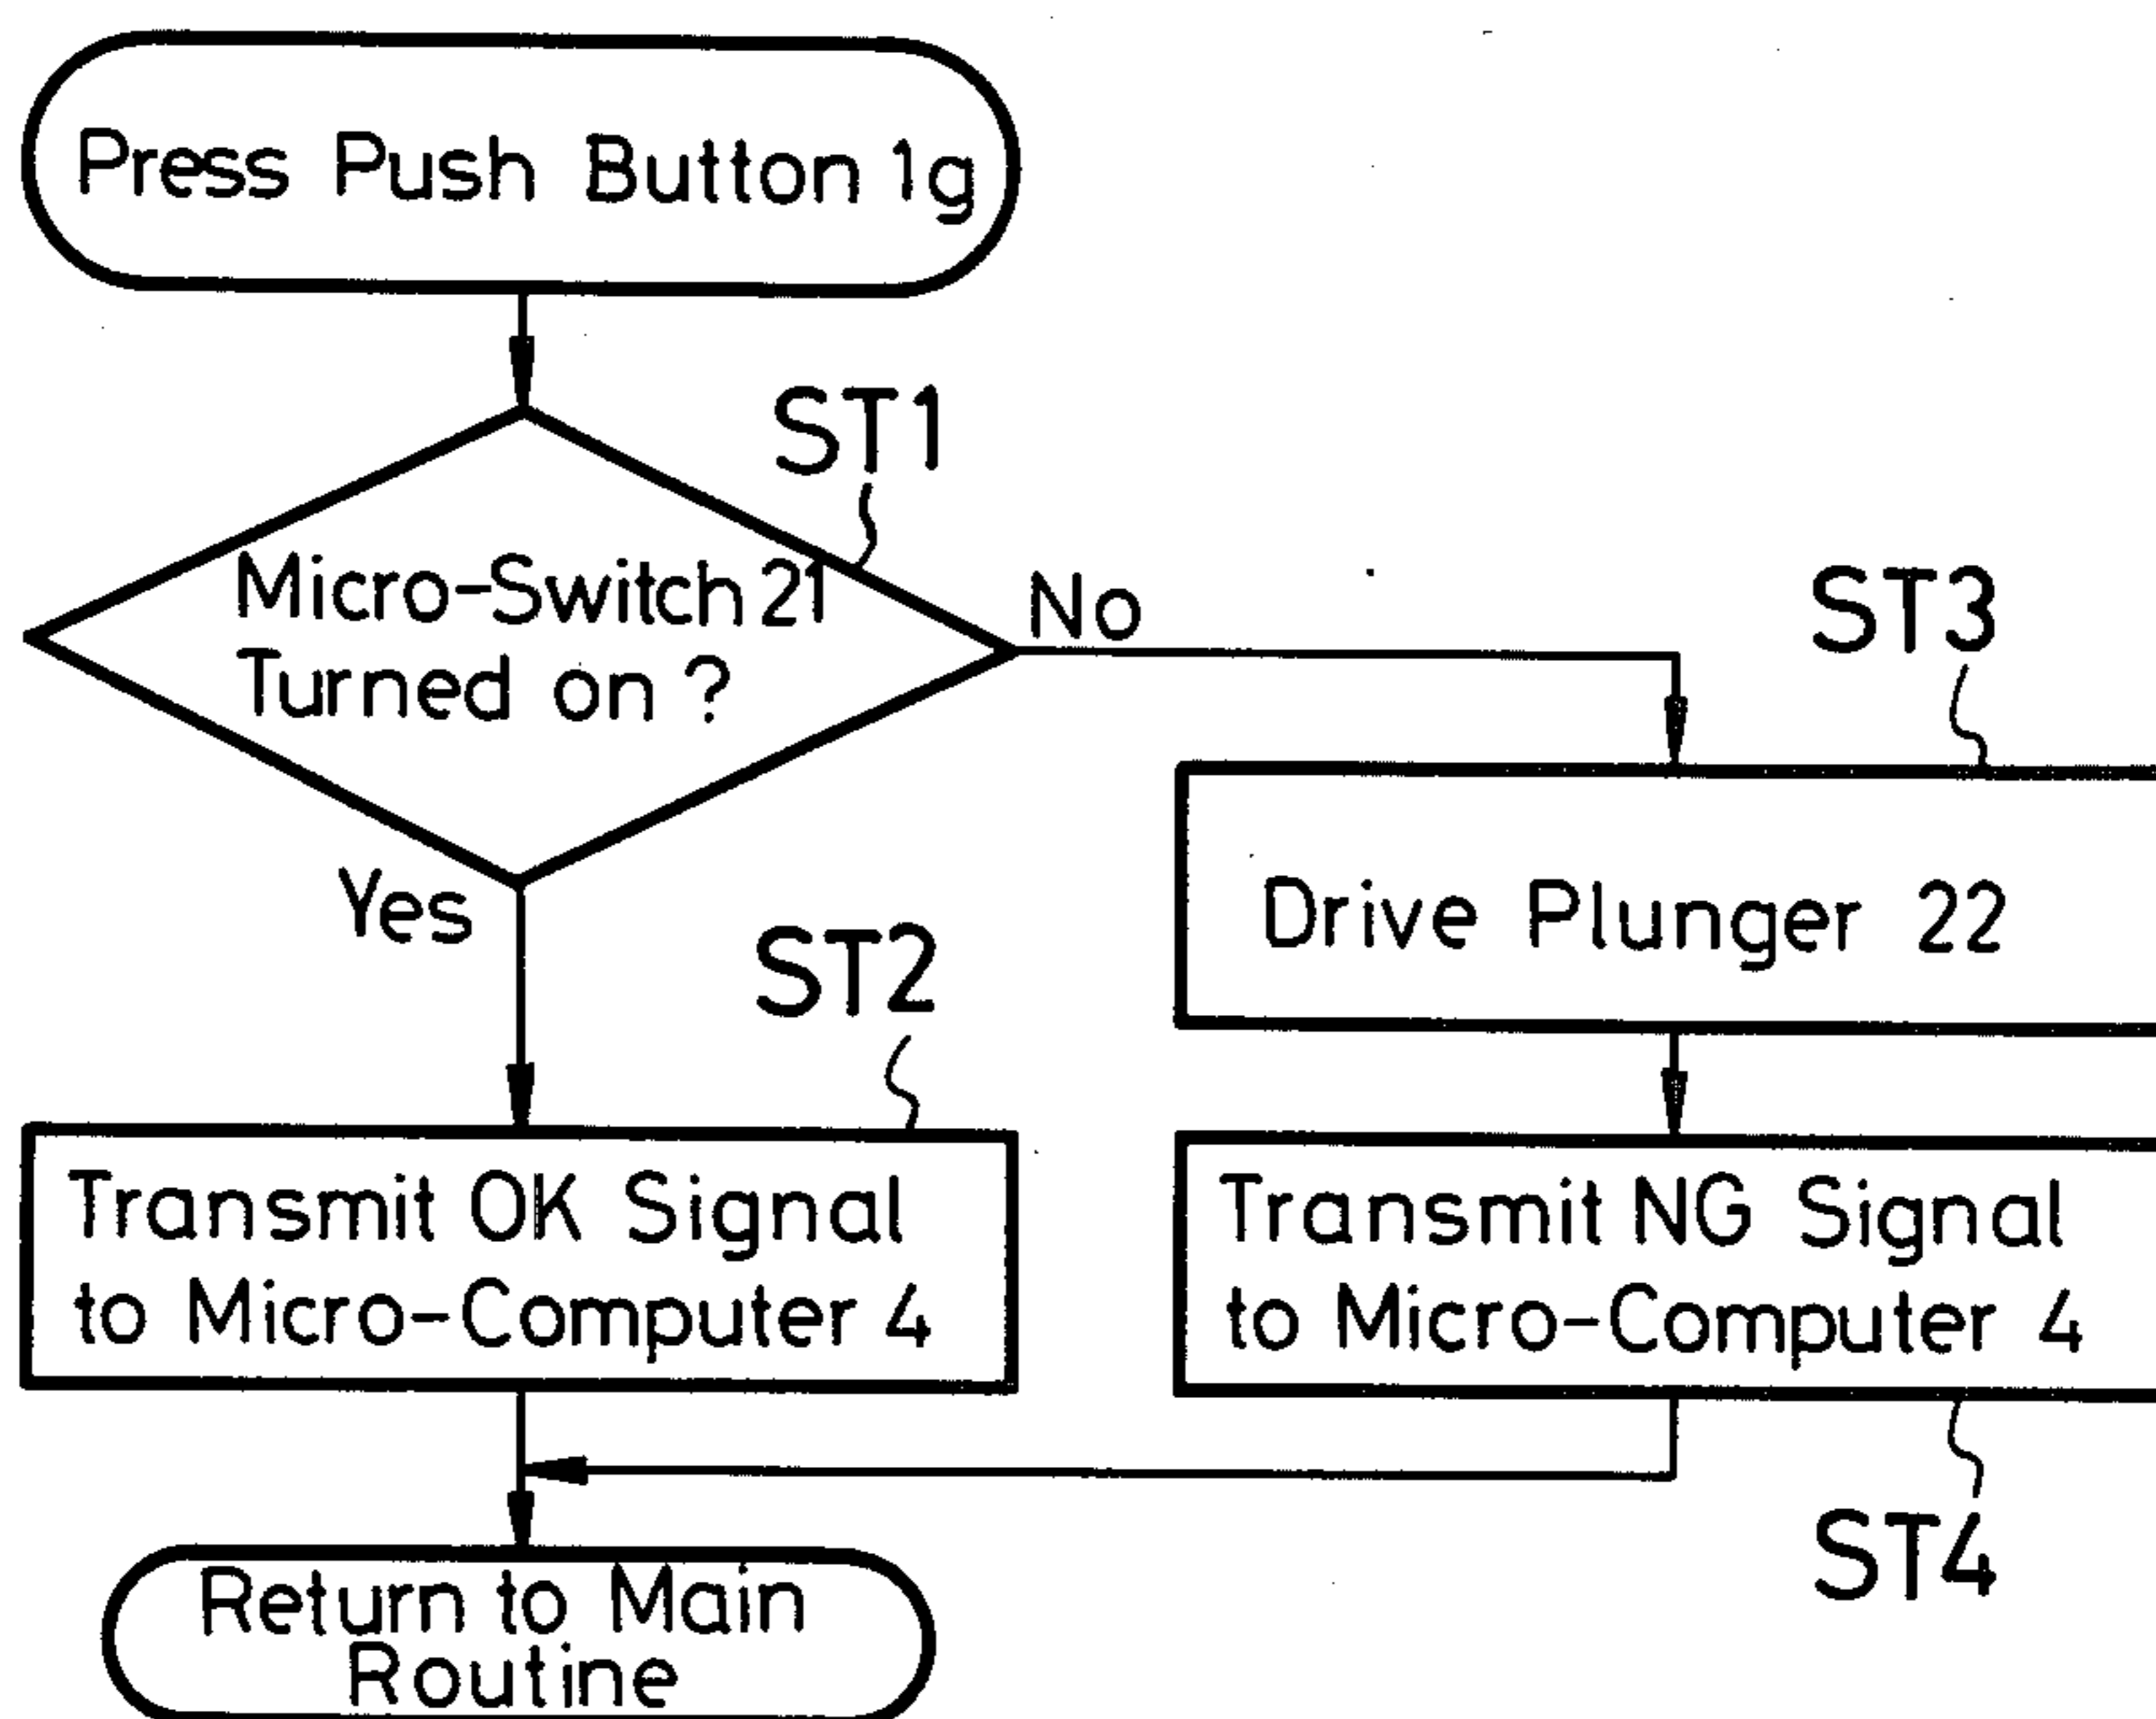 Press Push Button 1g
ST1
Micro-Switch 21
Turned on ?
No
Yes
ST3
Drive Plunger 22
ST2
Transmit OK Signal
to Micro-Computer 4
Transmit NG Signal
to Micro-Computer 4
ST4
Return to Main
Routine